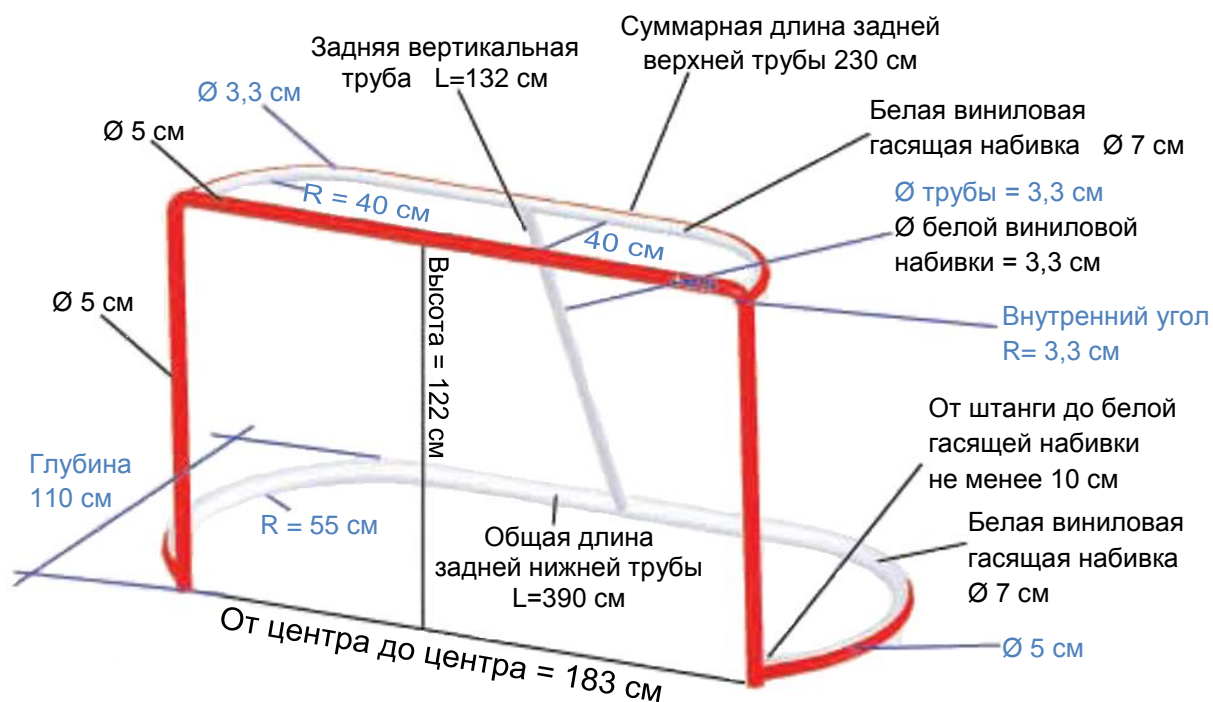 Задняя вертикальная
труба L=132 см
Суммарная длина задней
верхней трубы 230 см
Ø 3,3 см
Ø 5 см
Белая виниловая
гасящая набивка Ø 7 см
R = 40 см
40 см
Ø трубы = 3,3 см
Ø белой виниловой
набивки = 3,3 см
Ø 5 см
Высота = 122 см
Внутренний угол
R= 3,3 см
От штанги до белой
гасящей набивки
не менее 10 см
Глубина
110 см
R = 55 см
Общая длина
задней нижней трубы
L=390 см
Белая виниловая
гасящая набивка
Ø 7 см
От центра до центра = 183 см
Ø 5 см